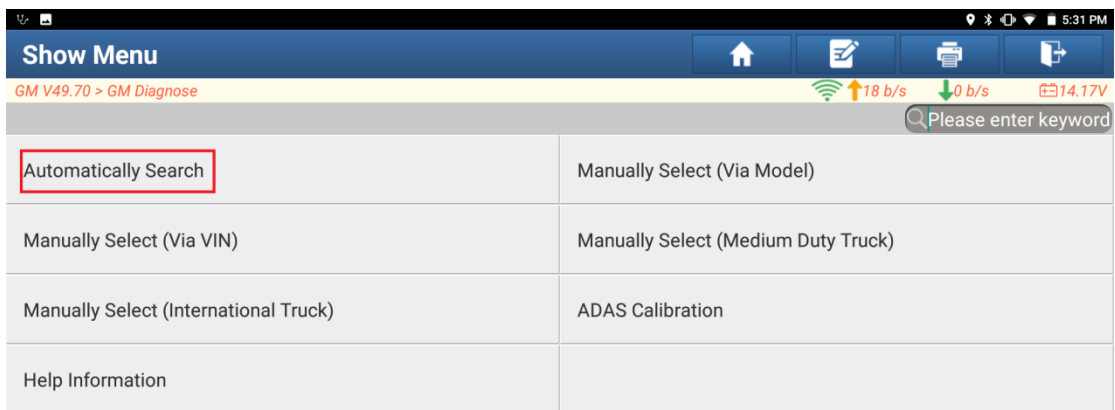 5:31 PM
Show Menu
GM V49.70 > GM Diagnose
18 b/s
0 b/s
14.17V
Please enter keyword
Automatically Search
Manually Select (Via Model)
Manually Select (Via VIN)
Manually Select (Medium Duty Truck)
Manually Select (International Truck)
ADAS Calibration
Help Information